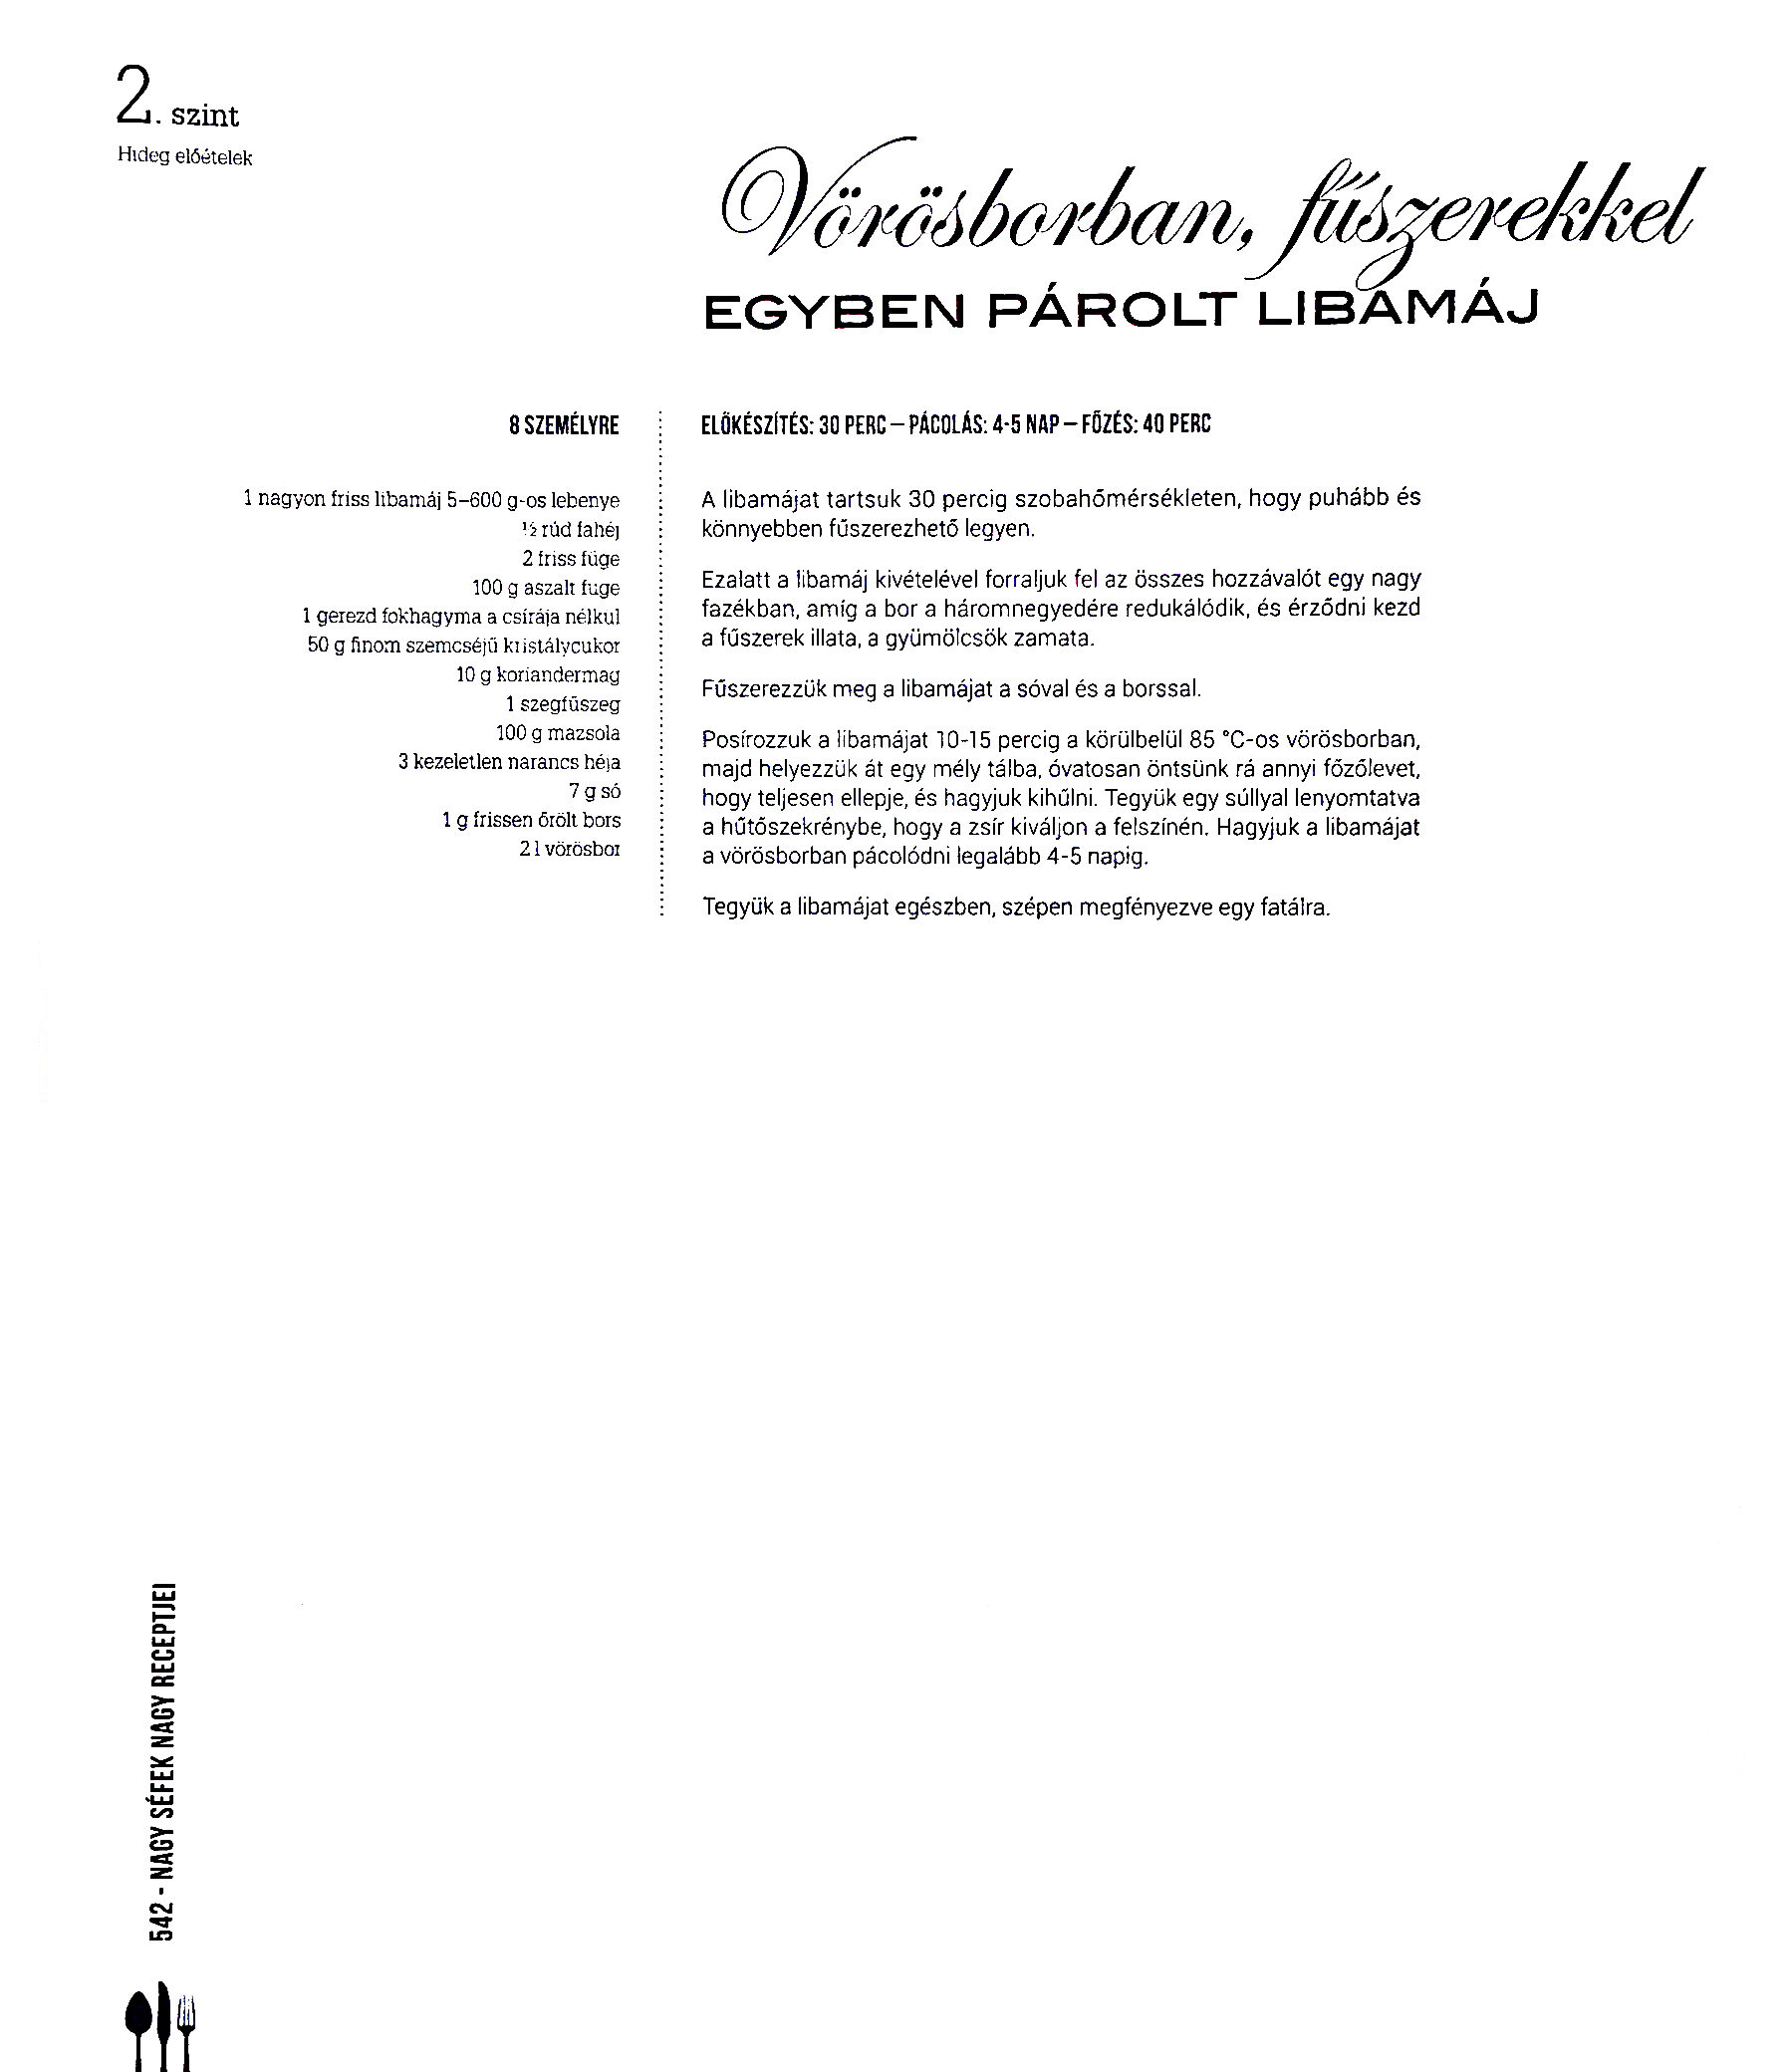 2. szint
Hideg előételek
Vörösborban, fűszerekkel
EGYBEN PÁROLT LIBAMÁJ
8 SZEMÉLYRE
1 nagyon friss libamáj 5–600 g-os lebenye
½ rúd fahéj
2 friss füge
100 g aszalt füge
1 gerezd fokhagyma a csírája nélkül
50 g finom szemcséjű kristálycukor
10 g koriandermag
1 szegfűszeg
100 g mazsola
3 kezeletlen narancs héja
7 g só
1 g frissen őrölt bors
2 l vörösbor
ELŐKÉSZÍTÉS: 30 PERC – PÁCOLÁS: 4-5 NAP – FŐZÉS: 40 PERC
A libamájat tartsuk 30 percig szobahőmérsékleten, hogy puhább és
könnyebben fűszerezhető legyen.
Ezalatt a libamáj kivételével forraljuk fel az összes hozzávalót egy nagy
fazékban, amíg a bor a háromnegyedére redukálódik, és érződni kezd
a fűszerek illata, a gyümölcsök zamata.
Fűszerezzük meg a libamájat a sóval és a borssal.
Posírozzuk a libamájat 10-15 percig a körülbelül 85 °C-os vörösborban,
majd helyezzük át egy mély tálba, óvatosan öntsünk rá annyi főzőlevet,
hogy teljesen ellepje, és hagyjuk kihűlni. Tegyük egy súllyal lenyomtatva
a hűtőszekrénybe, hogy a zsír kiváljon a felszínén. Hagyjuk a libamájat
a vörösborban pácolódni legalább 4-5 napig.
Tegyük a libamájat egészben, szépen megfényezve egy fatálra.
542 - NAGY SÉFEK NAGY RECEPTJEI